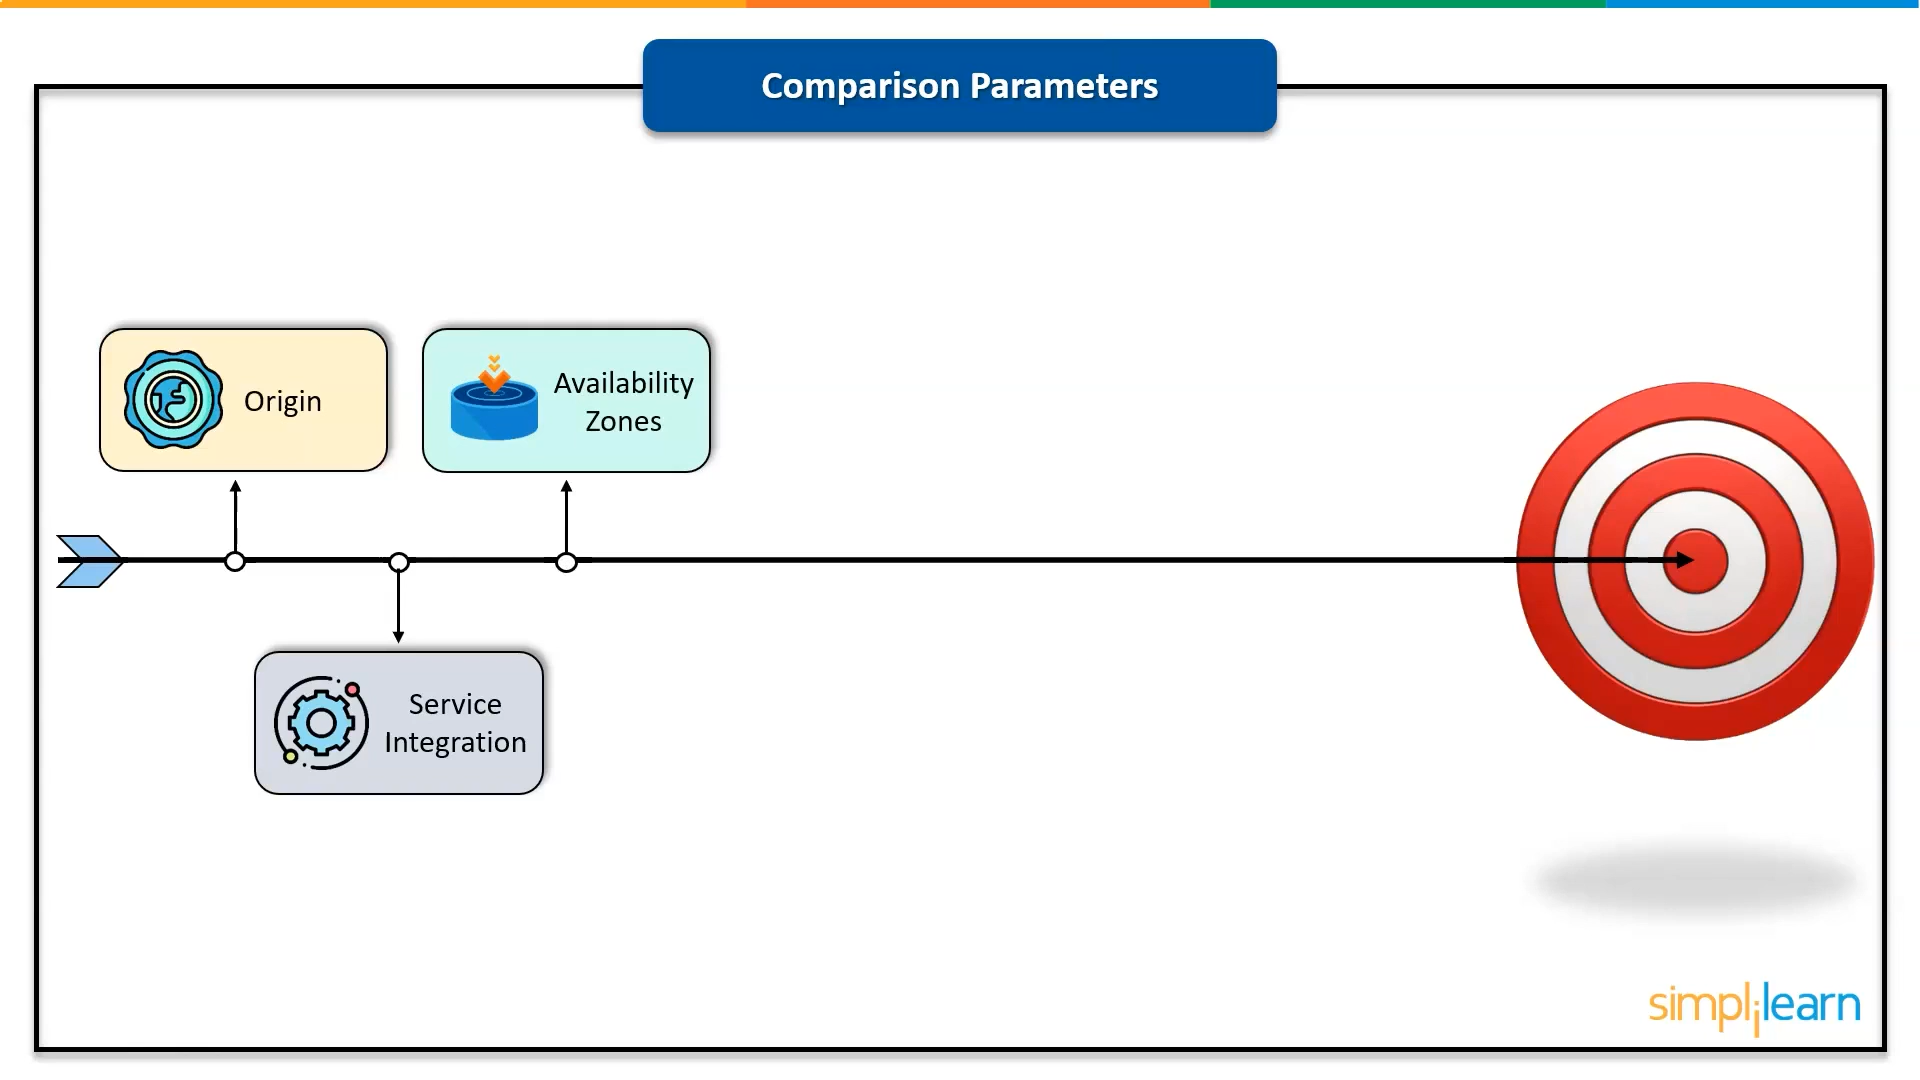 Comparison Parameters
Origin
Availability
Zones
Service
Integration
simplilearn